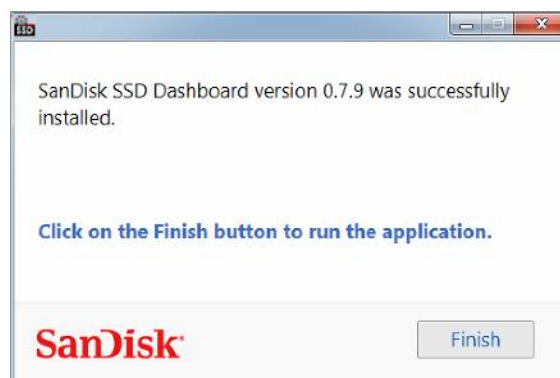 SSD
SanDisk SSD Dashboard version 0.7.9 was successfully
installed.
Click on the Finish button to run the application.
SanDisk
Finish